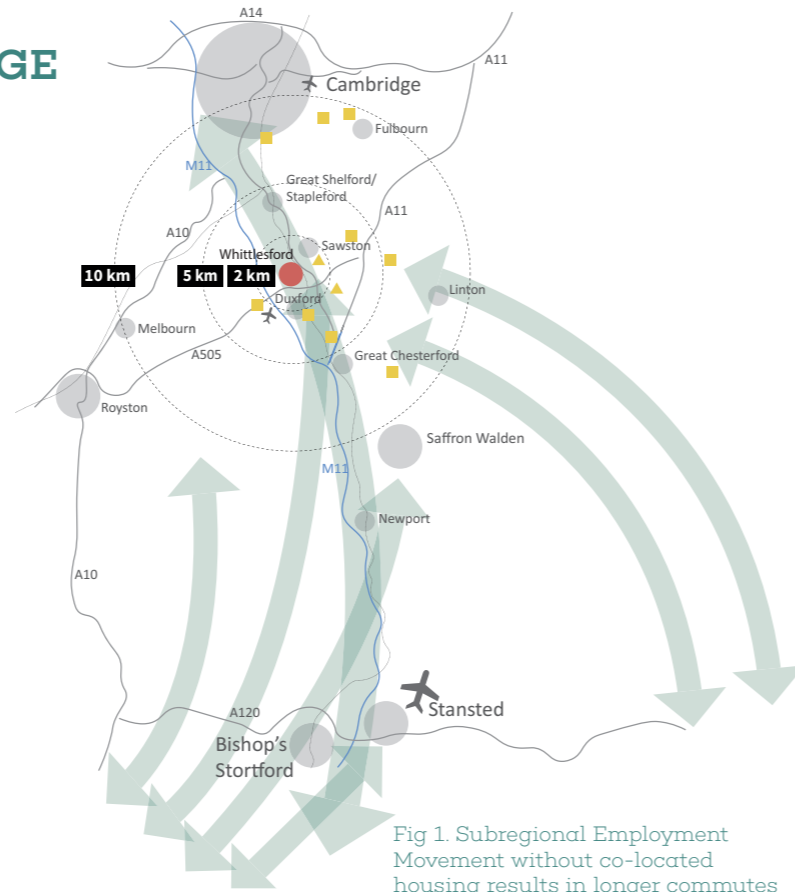 GE
A14
A11
Cambridge
Fulbourn
M11
Great Shelford/
Stapleford
A11
A10
Sawston
Whittlesford
10 km
5 km
2 km
Linton
Duxford
Melbourn
A505
Great Chesterford
Royston
Saffron Walden
M11
Newport
A10
A120
Stansted
Bishop's
Stortford
Fig 1. Subregional Employment
Movement without co-located
housing results in longer commutes